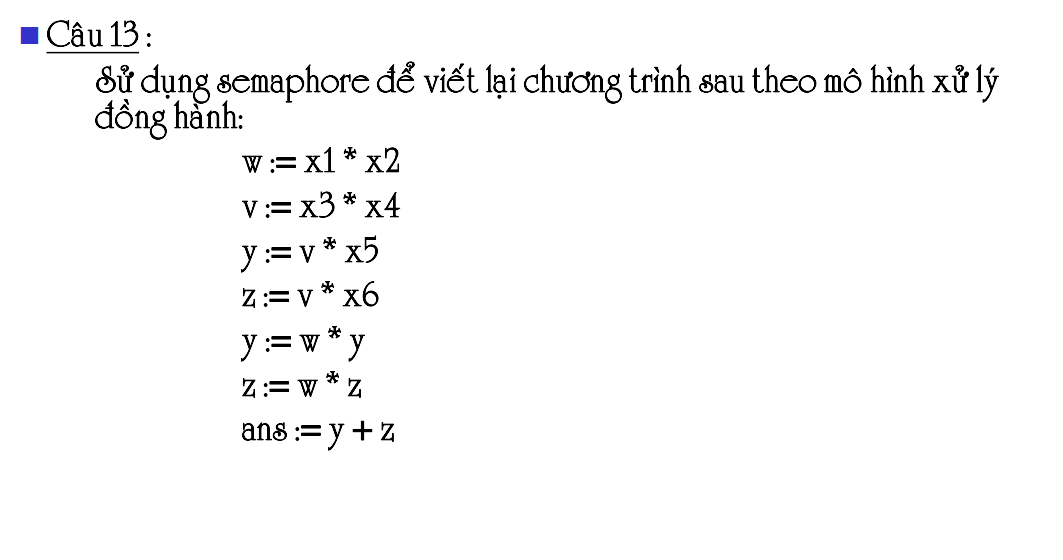 Câu 13 :
Sử dụng semaphore để viết lại chương trình sau theo mô hình xử lý
đồng hành:
w := x1 * x2
v := x3 * x4
y := v * x5
z := v * x6
y := w * y
z := w * z
ans := y + z